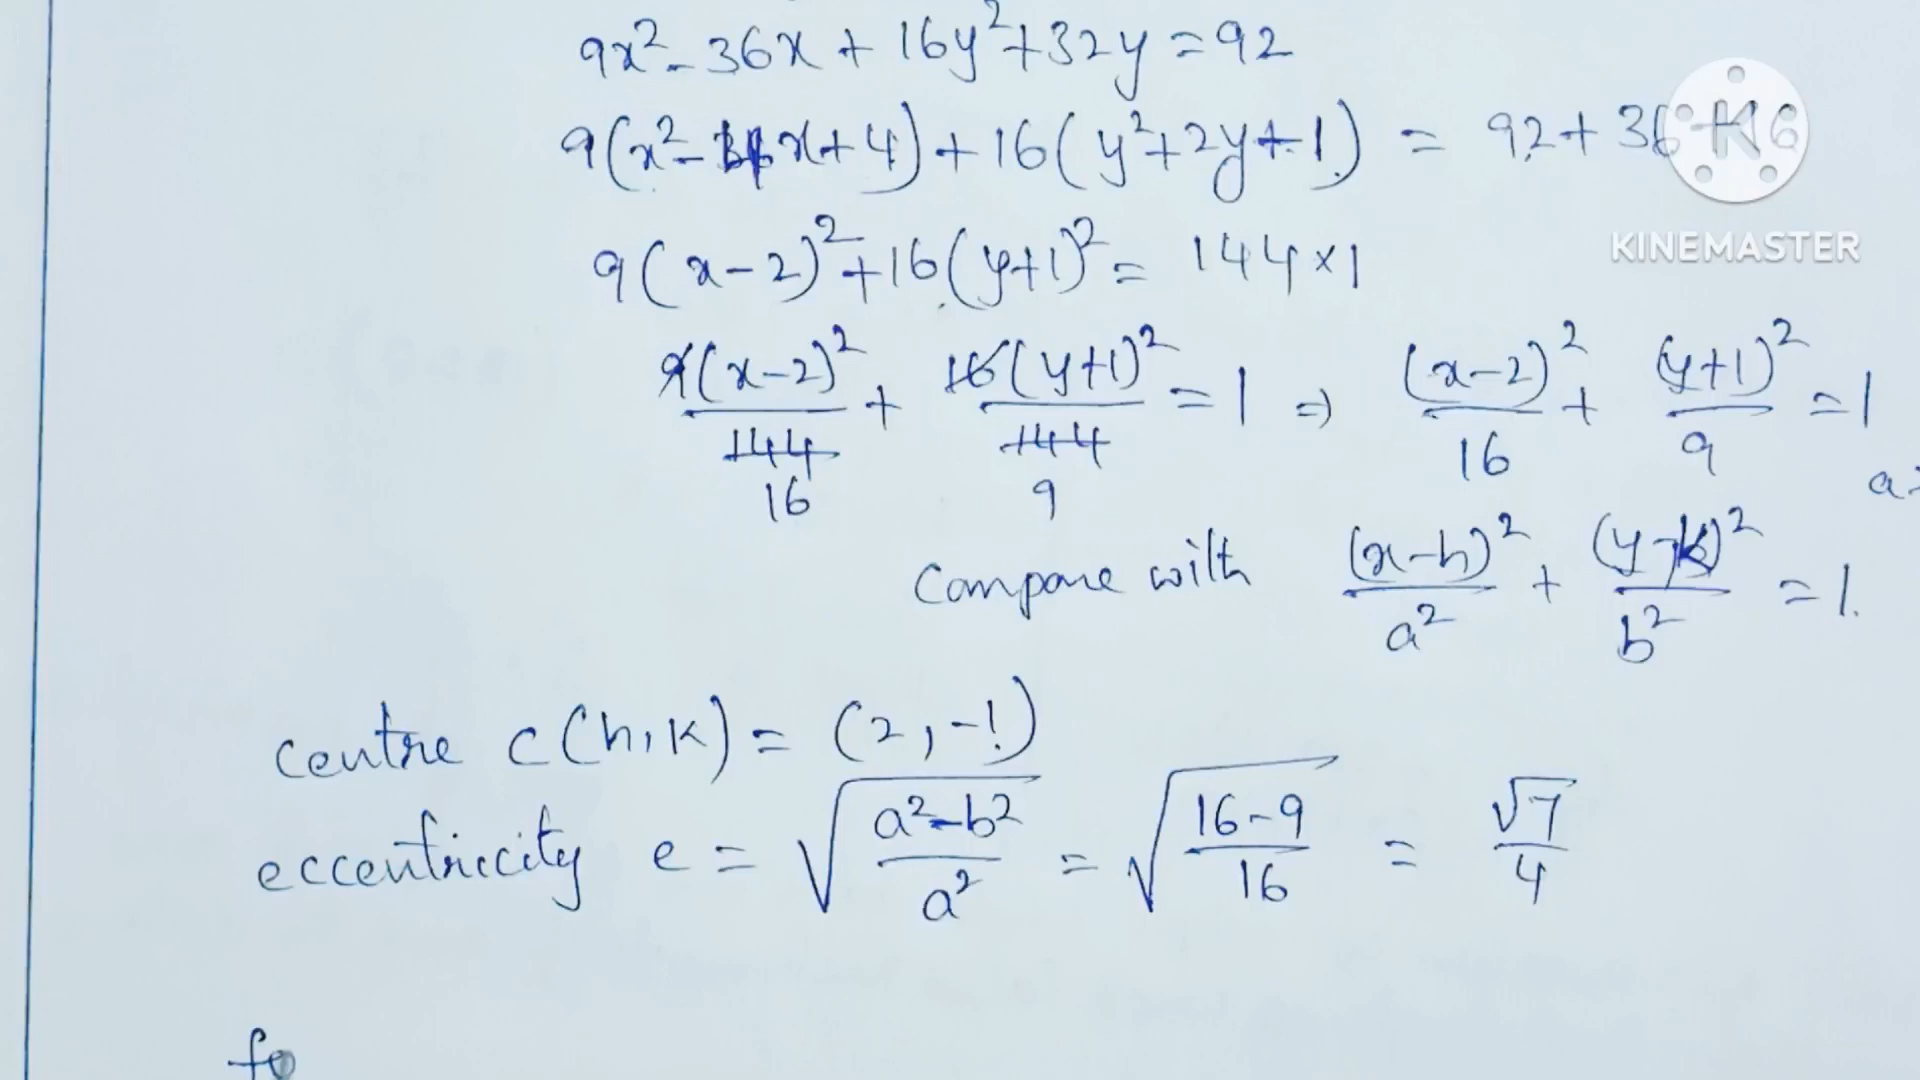 9x² - 36x + 16y² + 32y = 92
9(x² - 4x + 4) + 16(y² + 2y + 1) = 92 + 36 + 16
K
KINEMASTER
9(x-2)² + 16(y+1)² = 144 × 1
9(x-2)²/144 16 + 16(y+1)²/144 9 = 1 ⇒ (x-2)²/16 + (y+1)²/9 = 1
a=
Compare with (x-h)²/a² + (y-k)²/b² = 1.
Centre C(h,k) = (2,-1)
eccentricity e = √(a²-b²/a²) = √(16-9/16) = √7/4
fo